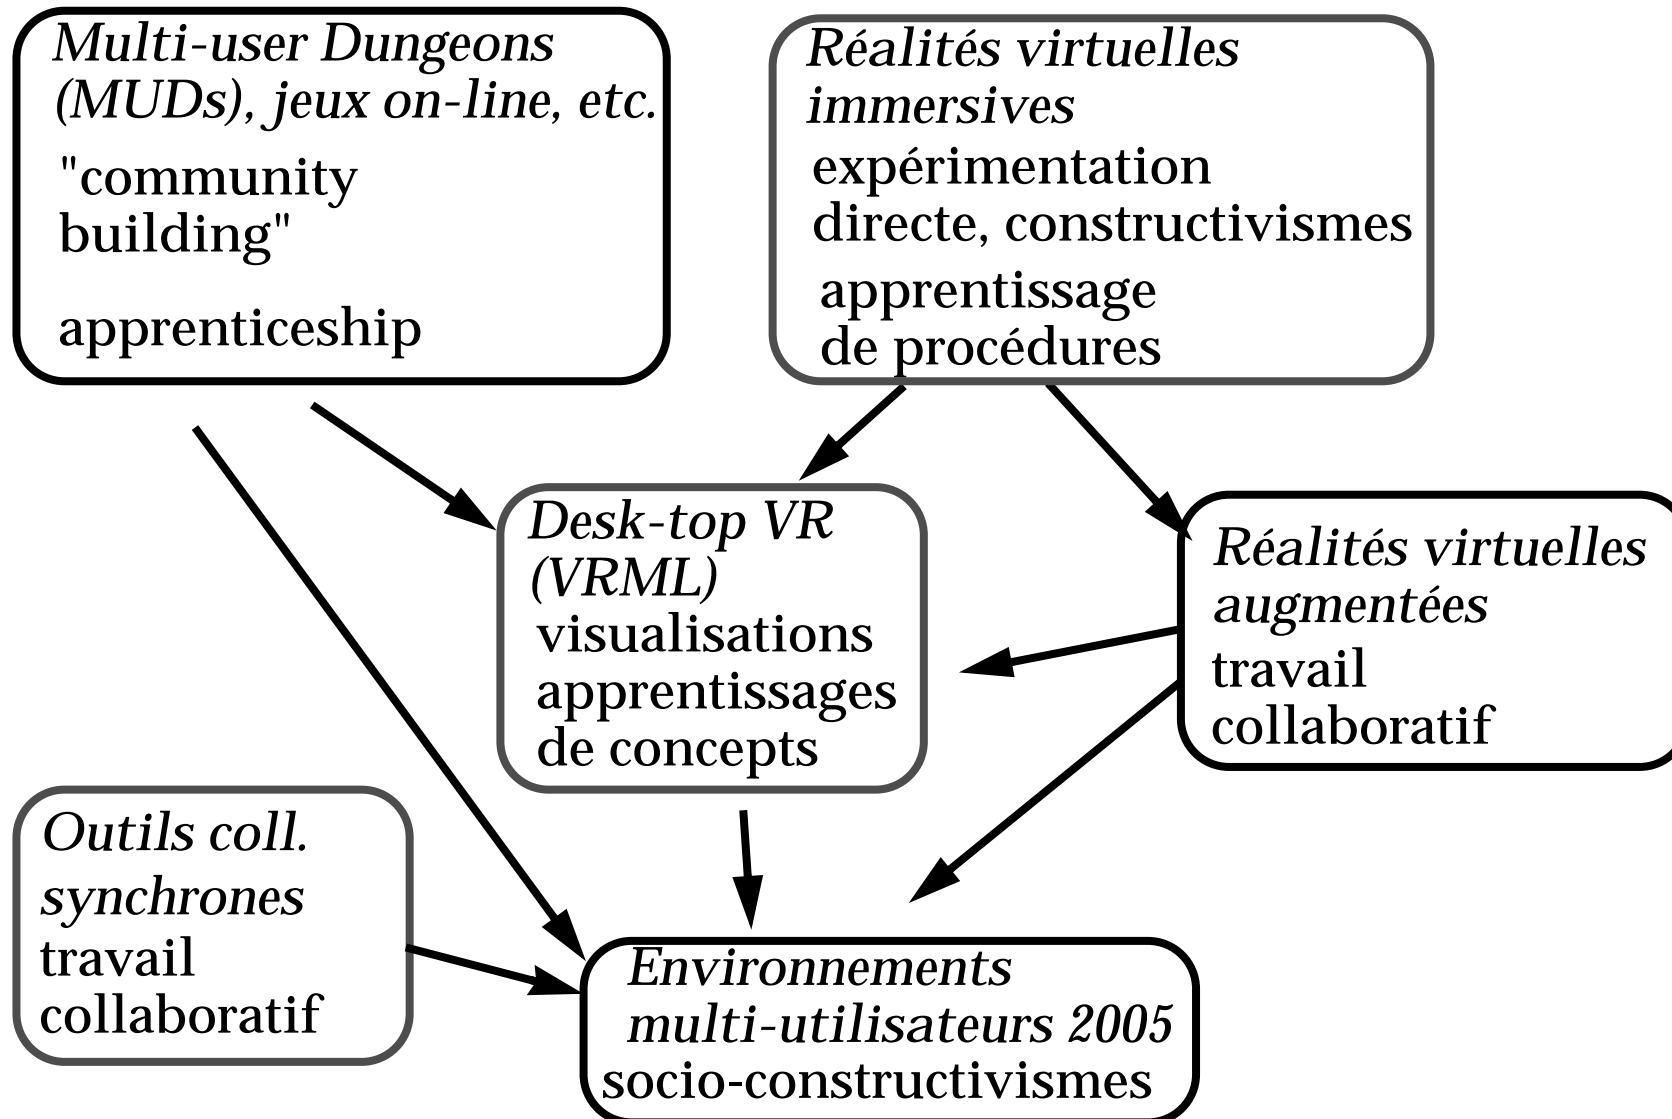 Multi-user Dungeons
(MUDs), jeux on-line, etc.
"community
building"
apprenticeship
Réalités virtuelles
immersives
expérimentation
directe, constructivismes
apprentissage
de procédures
Desk-top VR
(VRML)
visualisations
apprentissages
de concepts
Réalités virtuelles
augmentées
travail
collaboratif
Outils coll.
synchrones
travail
collaboratif
Environnements
multi-utilisateurs 2005
socio-constructivismes